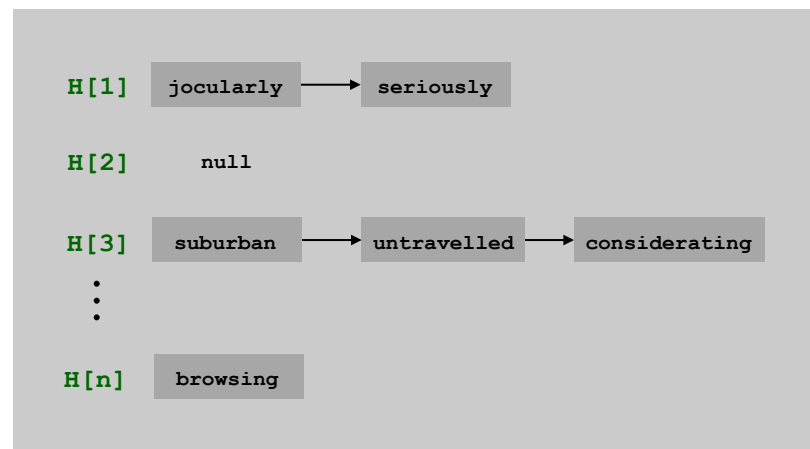 H[1] jocularly seriously
H[2] null
H[3] suburban untravelled considerating
H[n] browsing